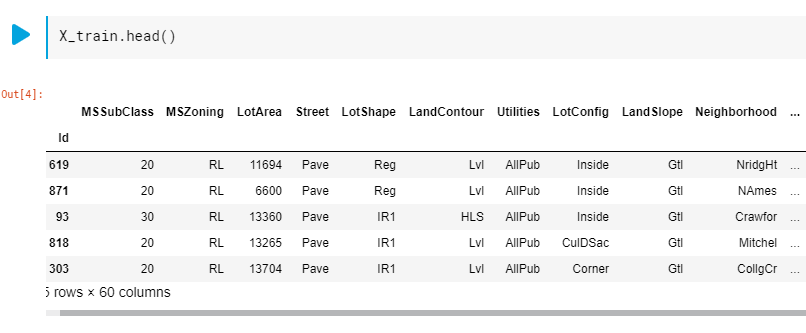 X_train.head()
Out[4]:
MSSubClass MSZoning LotArea Street LotShape LandContour Utilities LotConfig LandSlope Neighborhood ...
Id
619 20 RL 11694 Pave Reg Lvl AllPub Inside Gtl NridgHt ...
871 20 RL 6600 Pave Reg Lvl AllPub Inside Gtl NAmes ...
93 30 RL 13360 Pave IR1 HLS AllPub Inside Gtl Crawfor ...
818 20 RL 13265 Pave IR1 Lvl AllPub CulDSac Gtl Mitchel ...
303 20 RL 13704 Pave IR1 Lvl AllPub Corner Gtl CollgCr ...
5 rows × 60 columns